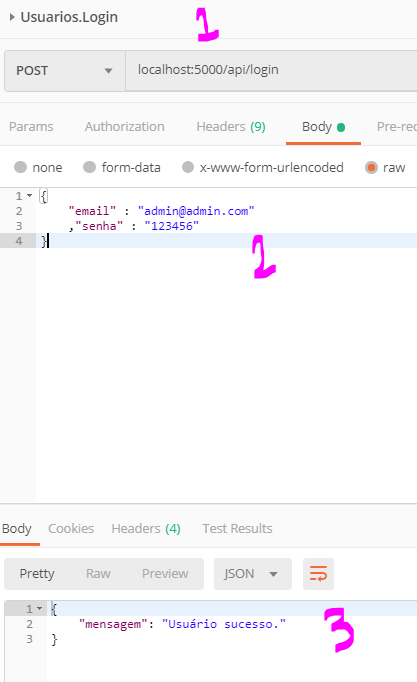 Usuarios.Login
1
POST localhost:5000/api/login
Params Authorization Headers (9) Body Pre-rec
none form-data x-www-form-urlencoded raw
1 {
2 "email" : "admin@admin.com"
3 ,"senha" : "123456"
4 }
2
Body Cookies Headers (4) Test Results
Pretty Raw Preview JSON
1 {
2 "mensagem": "Usuário sucesso."
3 }
3